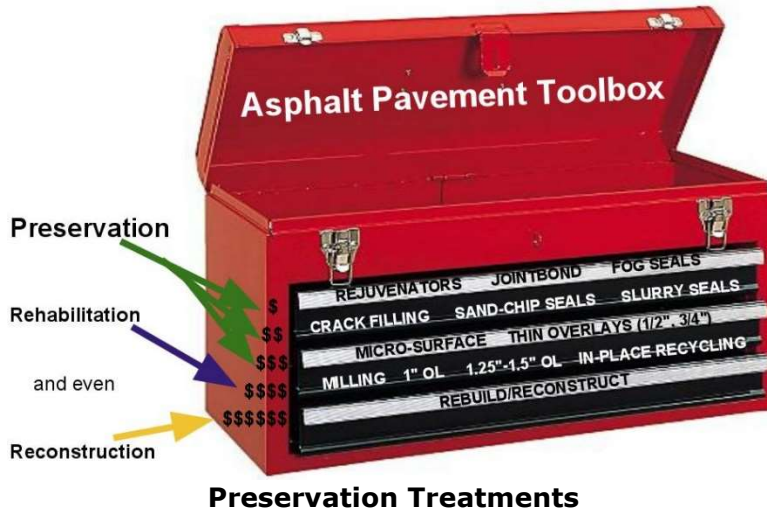 Asphalt Pavement Toolbox
Preservation
Rehabilitation
and even
Reconstruction
$
$$
$$$
$$$$
$$$$$$
REJUVENATORS JOINTBOND FOG SEALS
CRACK FILLING SAND-CHIP SEALS SLURRY SEALS
MICRO-SURFACE THIN OVERLAYS (1/2", 3/4")
MILLING 1" OL 1.25"-1.5" OL IN-PLACE RECYCLING
REBUILD/RECONSTRUCT
Preservation Treatments